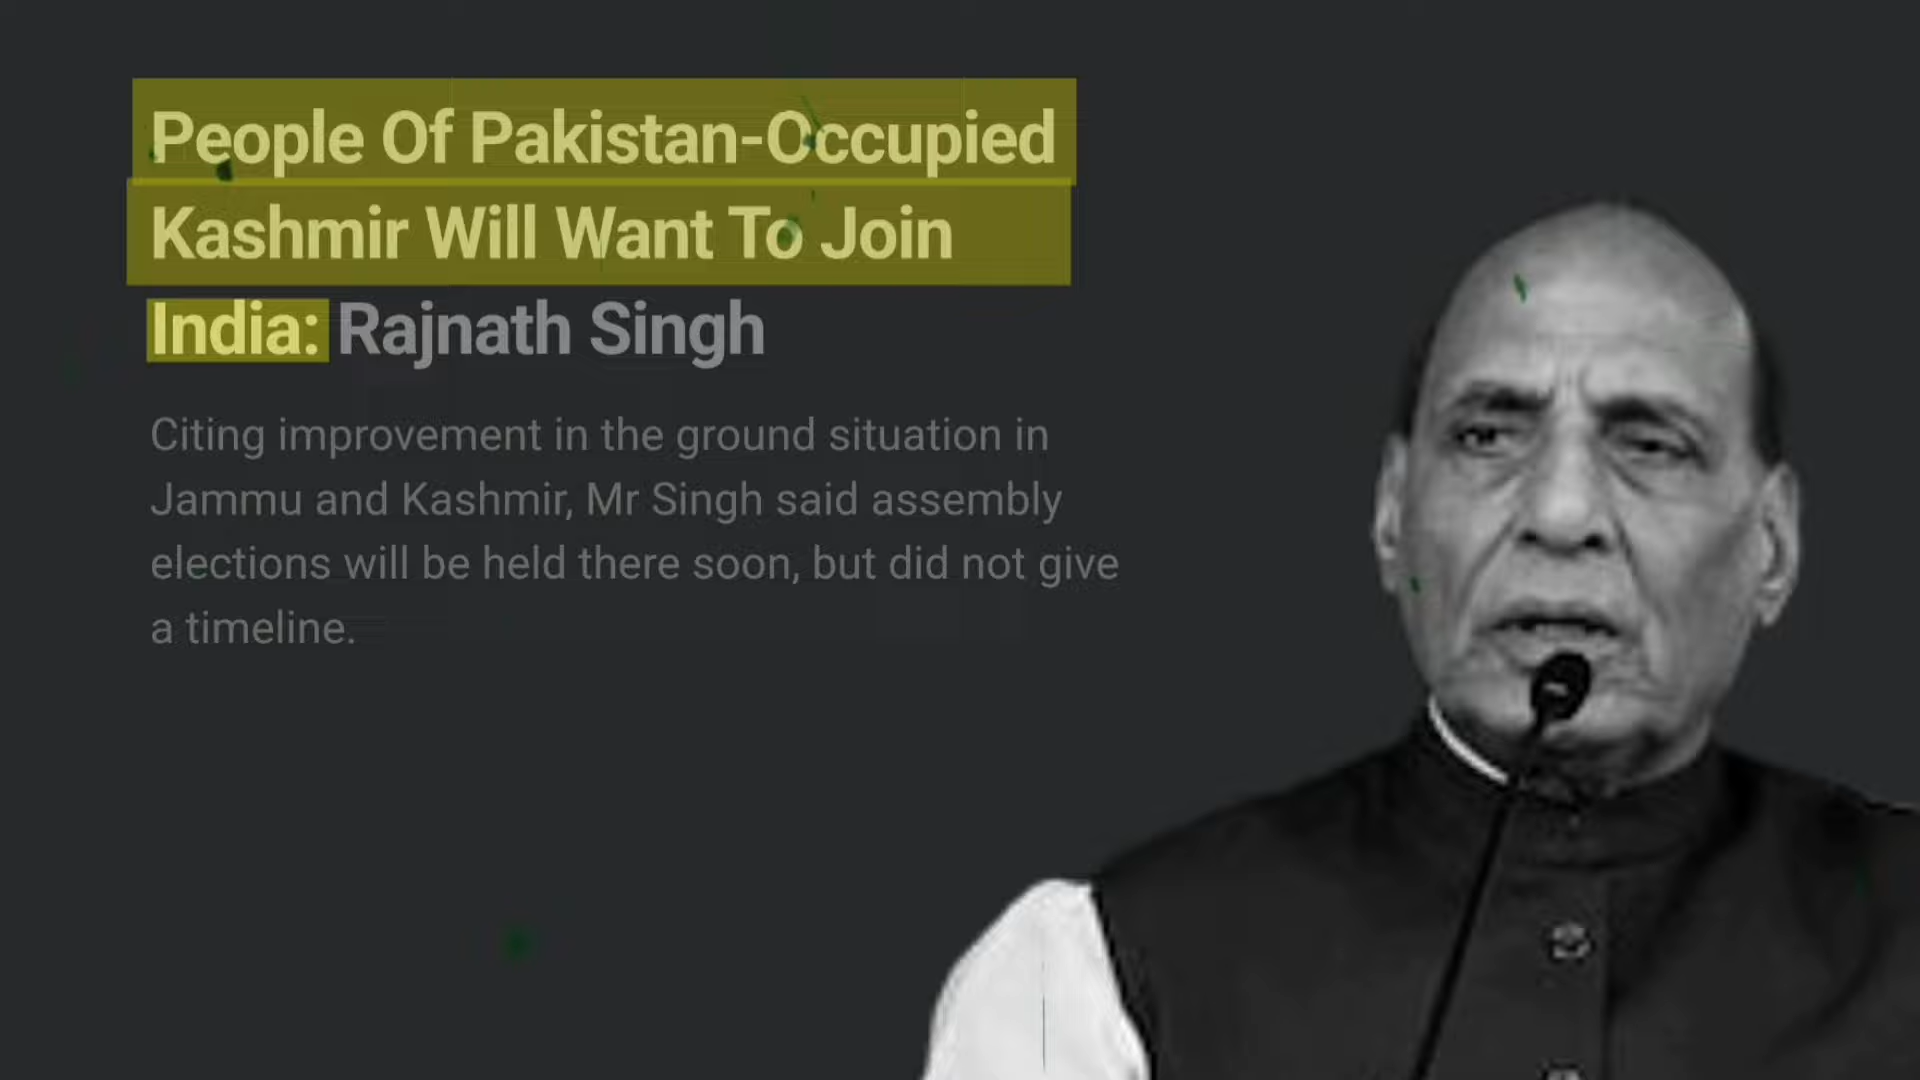 People Of Pakistan-Occupied
Kashmir Will Want To Join
India: Rajnath Singh
Citing improvement in the ground situation in
Jammu and Kashmir, Mr Singh said assembly
elections will be held there soon, but did not give
a timeline.